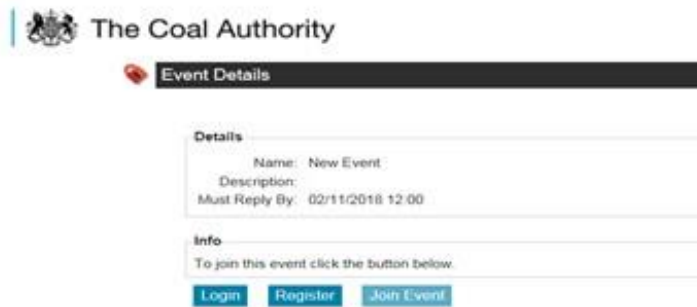 The Coal Authority
Event Details
Details
Name: New Event
Description:
Must Reply By: 02/11/2018 12:00
Info
To join this event click the button below.
Login Register Join Event